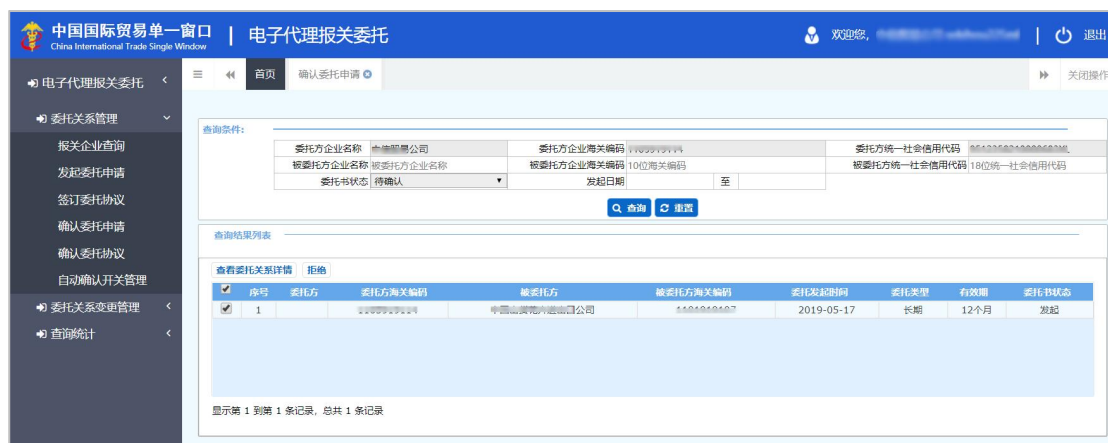 中国国际贸易单一窗口 | 电子代理报关委托 欢迎您, | 退出
China International Trade Single Window
电子代理报关委托
首页 确认委托申请 关闭操作
委托关系管理
报关企业查询
发起委托申请
签订委托协议
确认委托申请
确认委托协议
自动确认开关管理
委托关系变更管理
查询统计
查询条件:
委托方企业名称 委托方企业海关编码 委托方统一社会信用代码
被委托方企业名称 被委托方企业名称 被委托方企业海关编码 10位海关编码 被委托方统一社会信用代码 18位统一社会信用代码
委托书状态 待确认 发起日期 至
查询 重置
查询结果列表
查看委托关系详情 拒绝
序号 委托方 委托方海关编码 被委托方 被委托方海关编码 委托发起时间 委托类型 有效期 委托书状态
1 2019-05-17 长期 12个月 发起
显示第 1 到第 1 条记录, 总共 1 条记录